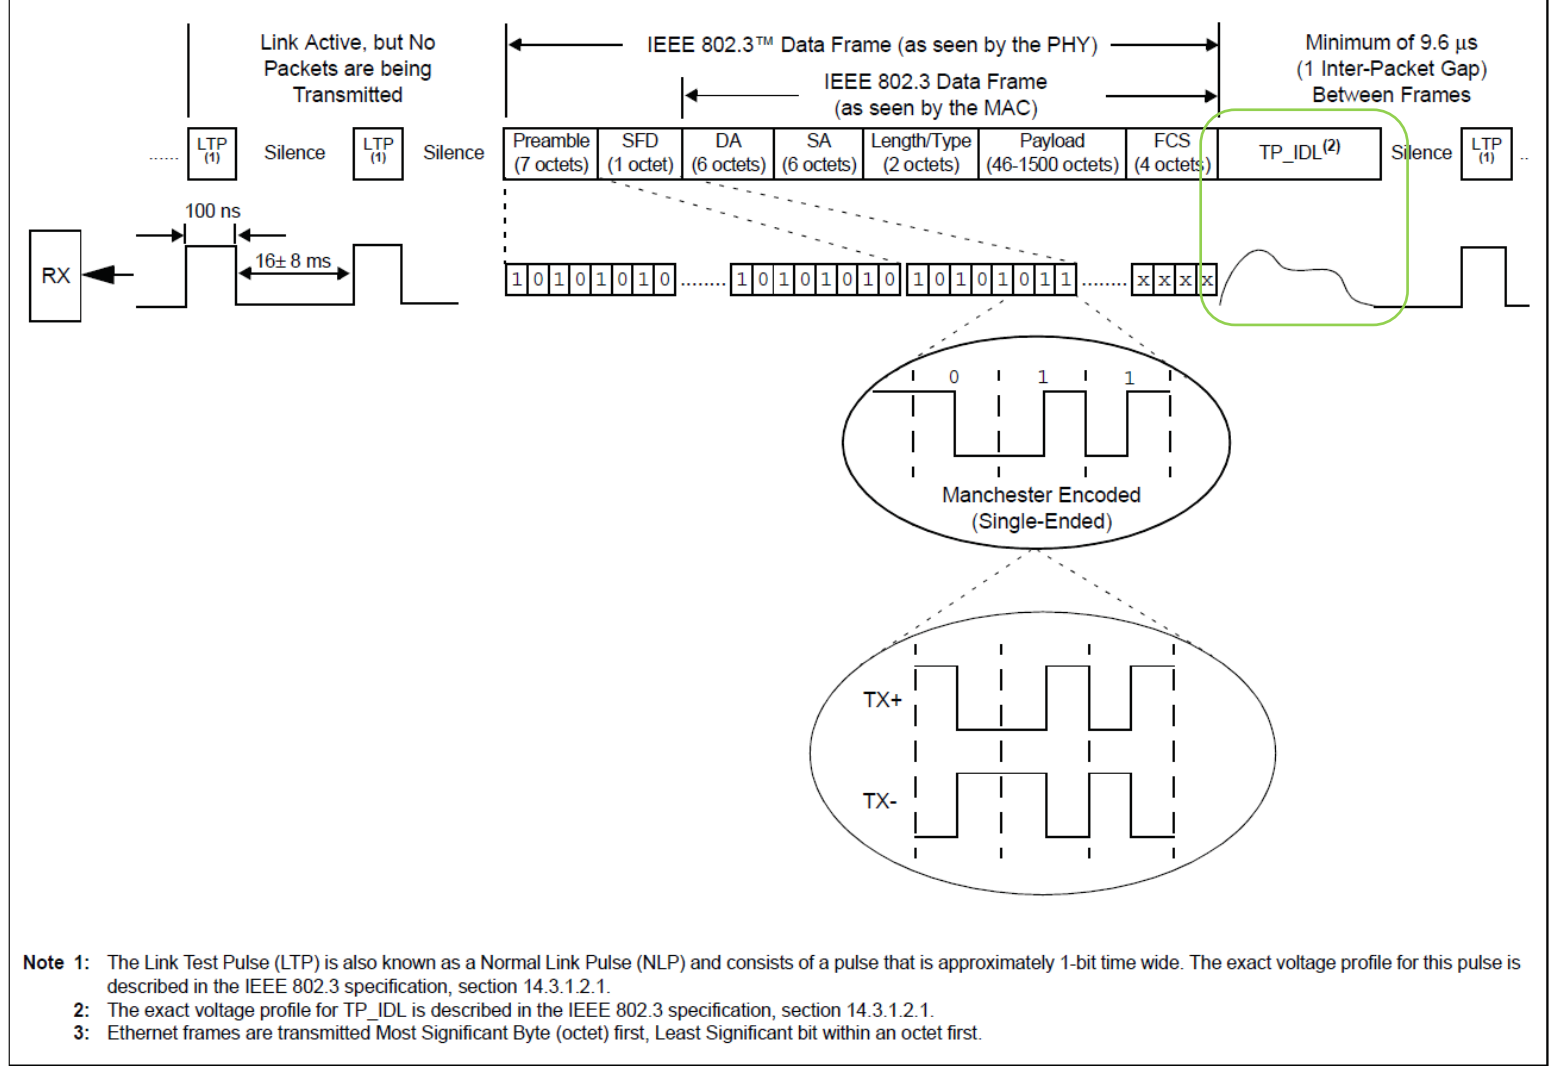 Link Active, but No
Packets are being
Transmitted
IEEE 802.3™ Data Frame (as seen by the PHY)
IEEE 802.3 Data Frame
(as seen by the MAC)
Minimum of 9.6 μs
(1 Inter-Packet Gap)
Between Frames
...... LTP (1) Silence LTP (1) Silence
Preamble (7 octets) SFD (1 octet) DA (6 octets) SA (6 octets) Length/Type (2 octets) Payload (46-1500 octets) FCS (4 octets) TP_IDL(2) Silence LTP (1) ..
100 ns
16± 8 ms
RX
1 0 1 0 1 0 1 0 ........ 1 0 1 0 1 0 1 0 1 0 1 0 1 0 1 1 ........ x x x x
0 1 1
Manchester Encoded
(Single-Ended)
TX+
TX-
Note 1: The Link Test Pulse (LTP) is also known as a Normal Link Pulse (NLP) and consists of a pulse that is approximately 1-bit time wide. The exact voltage profile for this pulse is
described in the IEEE 802.3 specification, section 14.3.1.2.1.
2: The exact voltage profile for TP_IDL is described in the IEEE 802.3 specification, section 14.3.1.2.1.
3: Ethernet frames are transmitted Most Significant Byte (octet) first, Least Significant bit within an octet first.